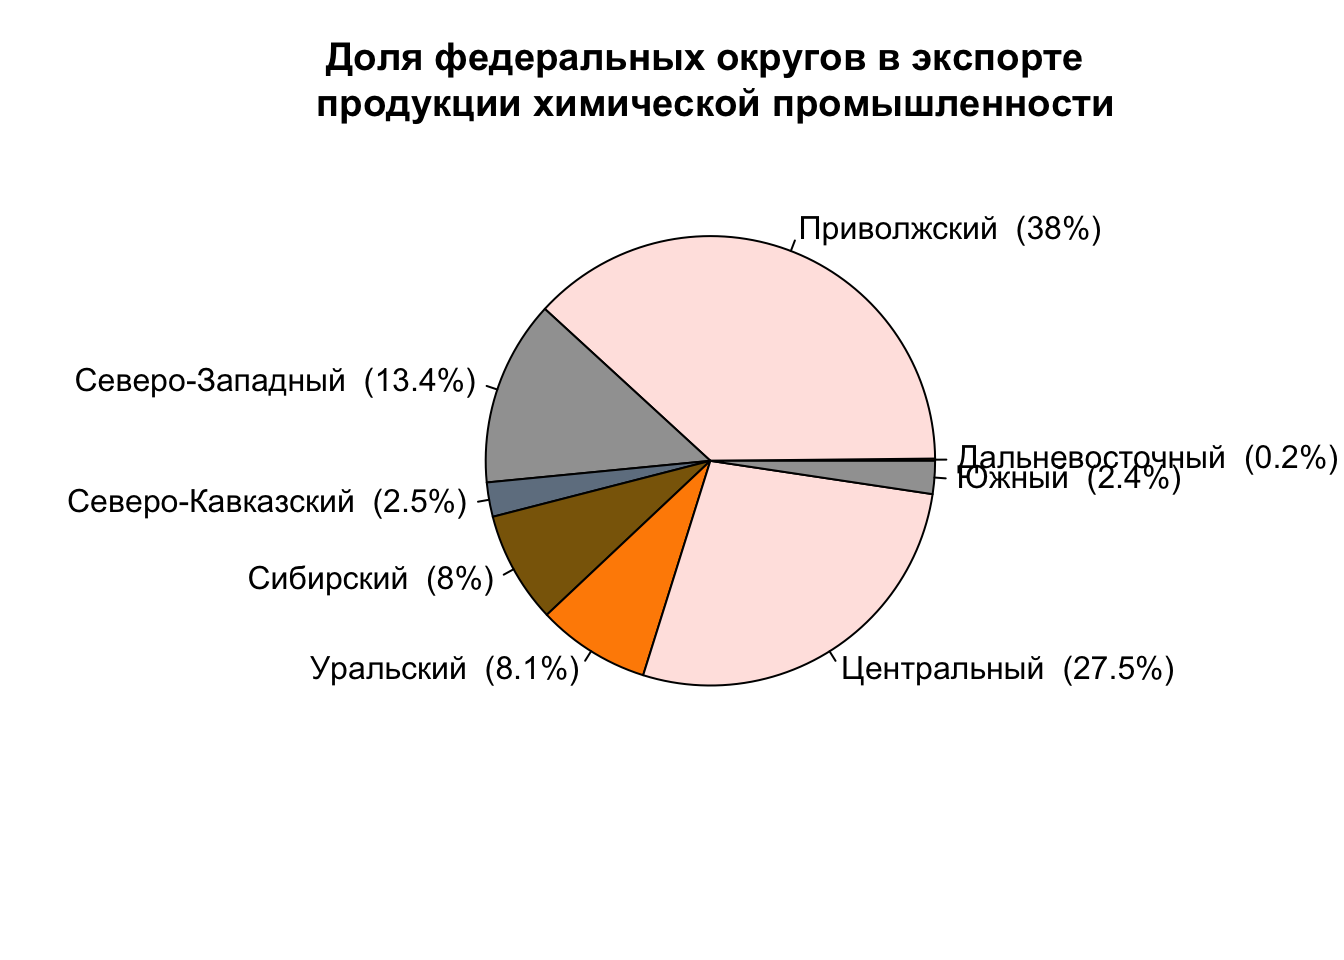 Доля федеральных округов в экспорте
продукции химической промышленности
Приволжский (38%)
Северо-Западный (13.4%)
Дальневосточный (0.2%)
Южный (2.4%)
Северо-Кавказский (2.5%)
Сибирский (8%)
Уральский (8.1%)
Центральный (27.5%)